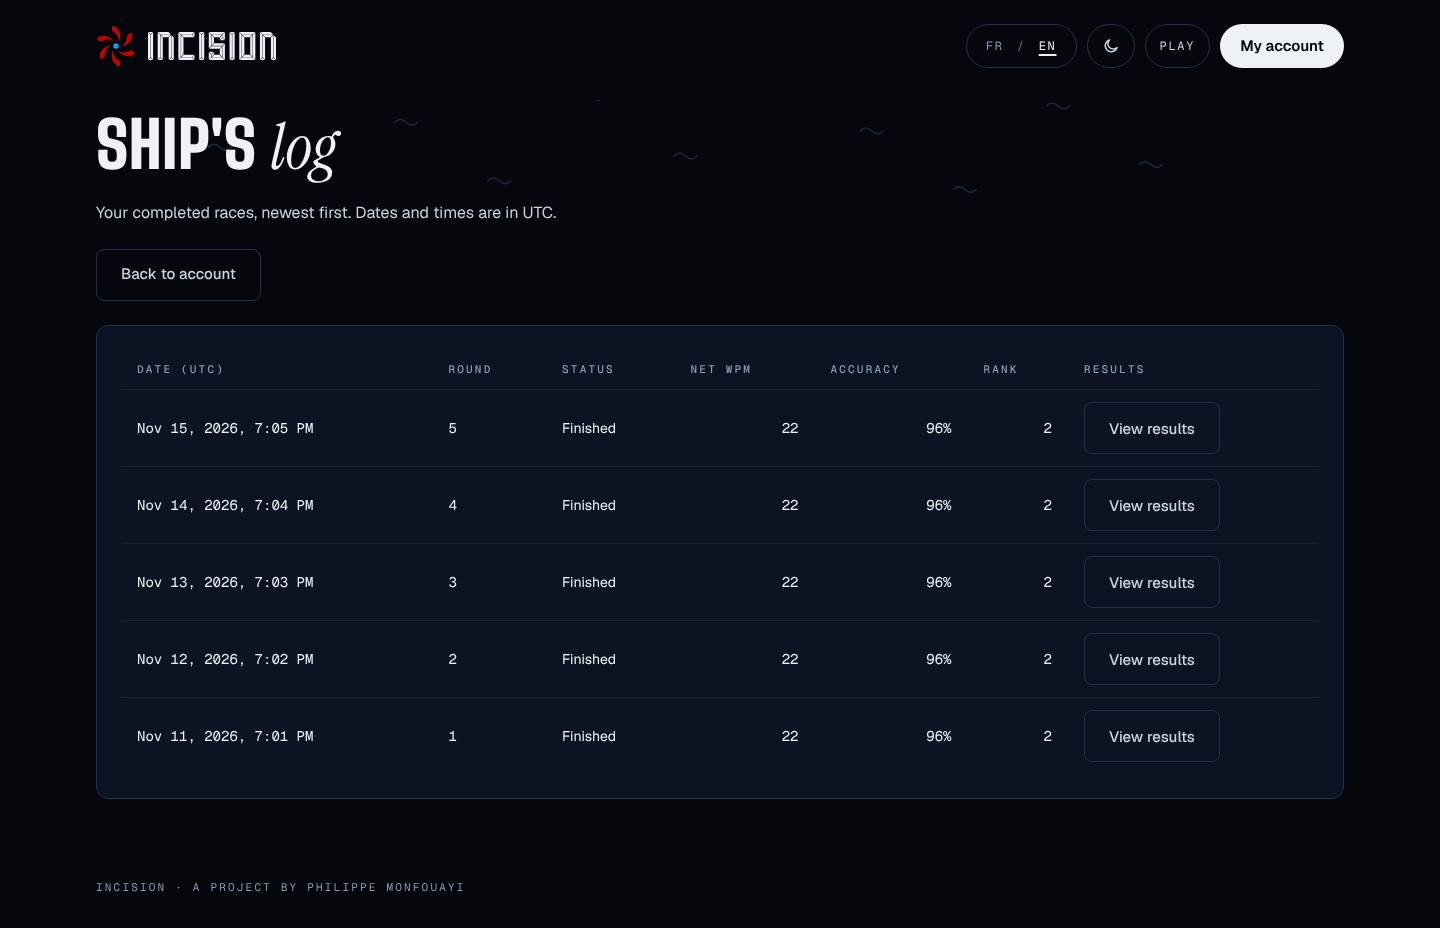 INCISION
FR / EN
PLAY
My account
SHIP'S log
Your completed races, newest first. Dates and times are in UTC.
Back to account
DATE (UTC) ROUND STATUS NET WPM ACCURACY RANK RESULTS
Nov 15, 2026, 7:05 PM 5 Finished 22 96% 2 View results
Nov 14, 2026, 7:04 PM 4 Finished 22 96% 2 View results
Nov 13, 2026, 7:03 PM 3 Finished 22 96% 2 View results
Nov 12, 2026, 7:02 PM 2 Finished 22 96% 2 View results
Nov 11, 2026, 7:01 PM 1 Finished 22 96% 2 View results
INCISION · A PROJECT BY PHILIPPE MONFOUAYI